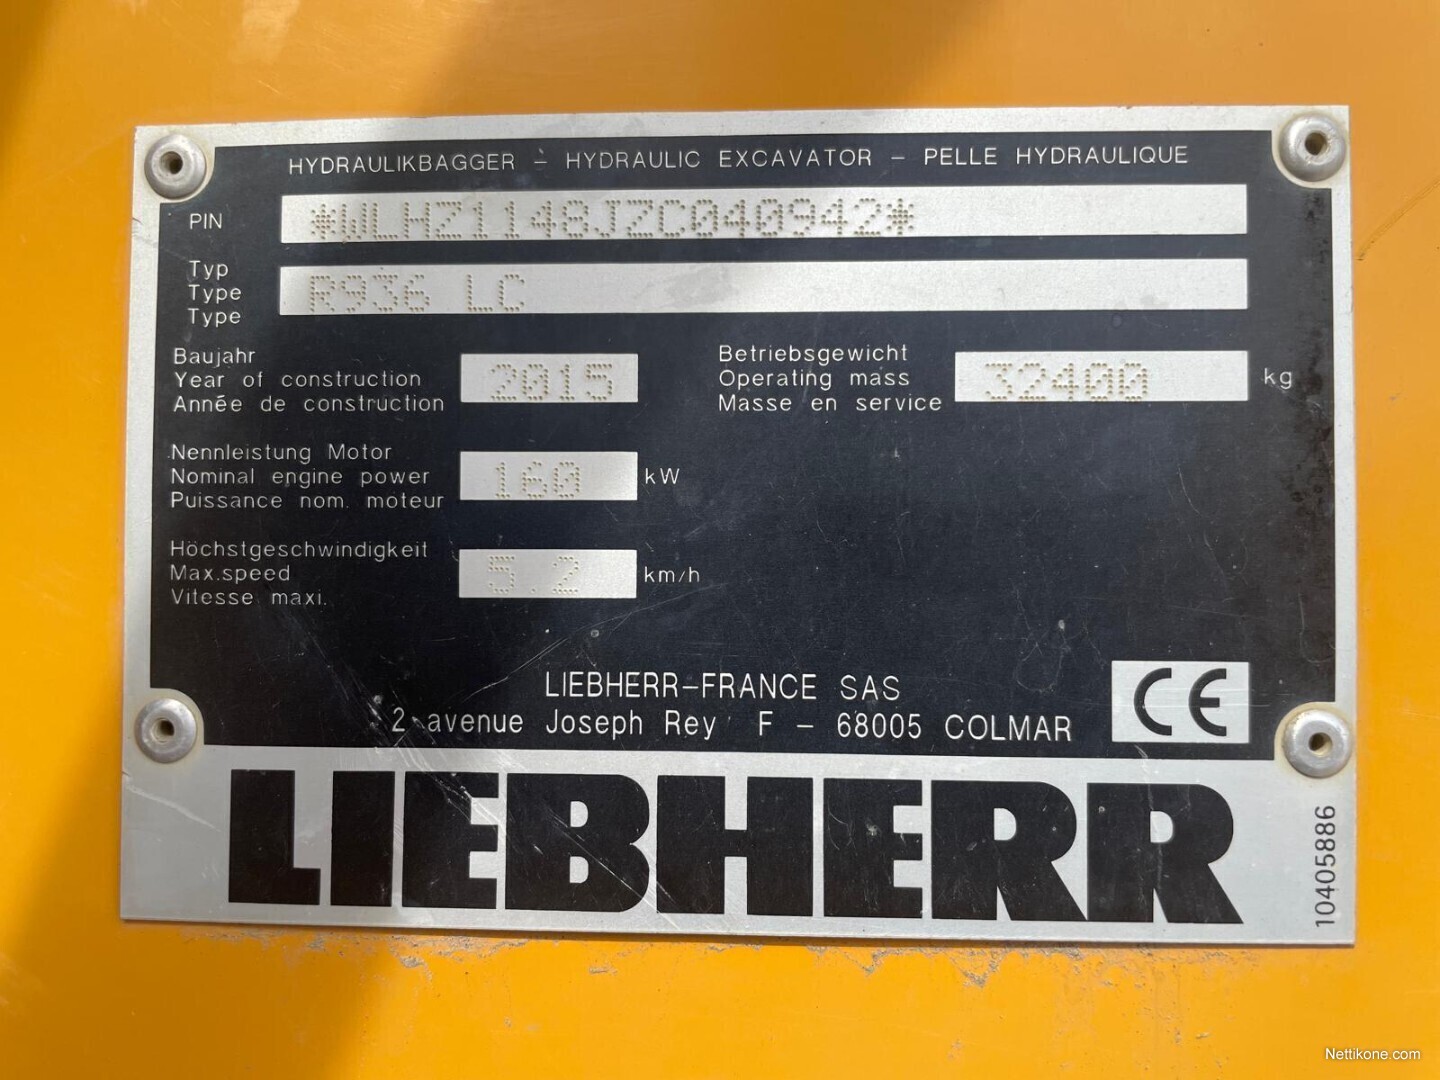 HYDRAULIKBAGGER - HYDRAULIC EXCAVATOR - PELLE HYDRAULIQUE
PIN *WLHZ1148JZC040942*
Typ
Type R936 LC
Type
Baujahr
Year of construction 2015
Année de construction
Betriebsgewicht
Operating mass 32400 kg
Masse en service
Nennleistung Motor
Nominal engine power 160 kW
Puissance nom. moteur
Höchstgeschwindigkeit
Max.speed 5.2 km/h
Vitesse maxi.
LIEBHERR-FRANCE SAS
2 avenue Joseph Rey F - 68005 COLMAR
CE
LIEBHERR
10405886
Nettikone.com